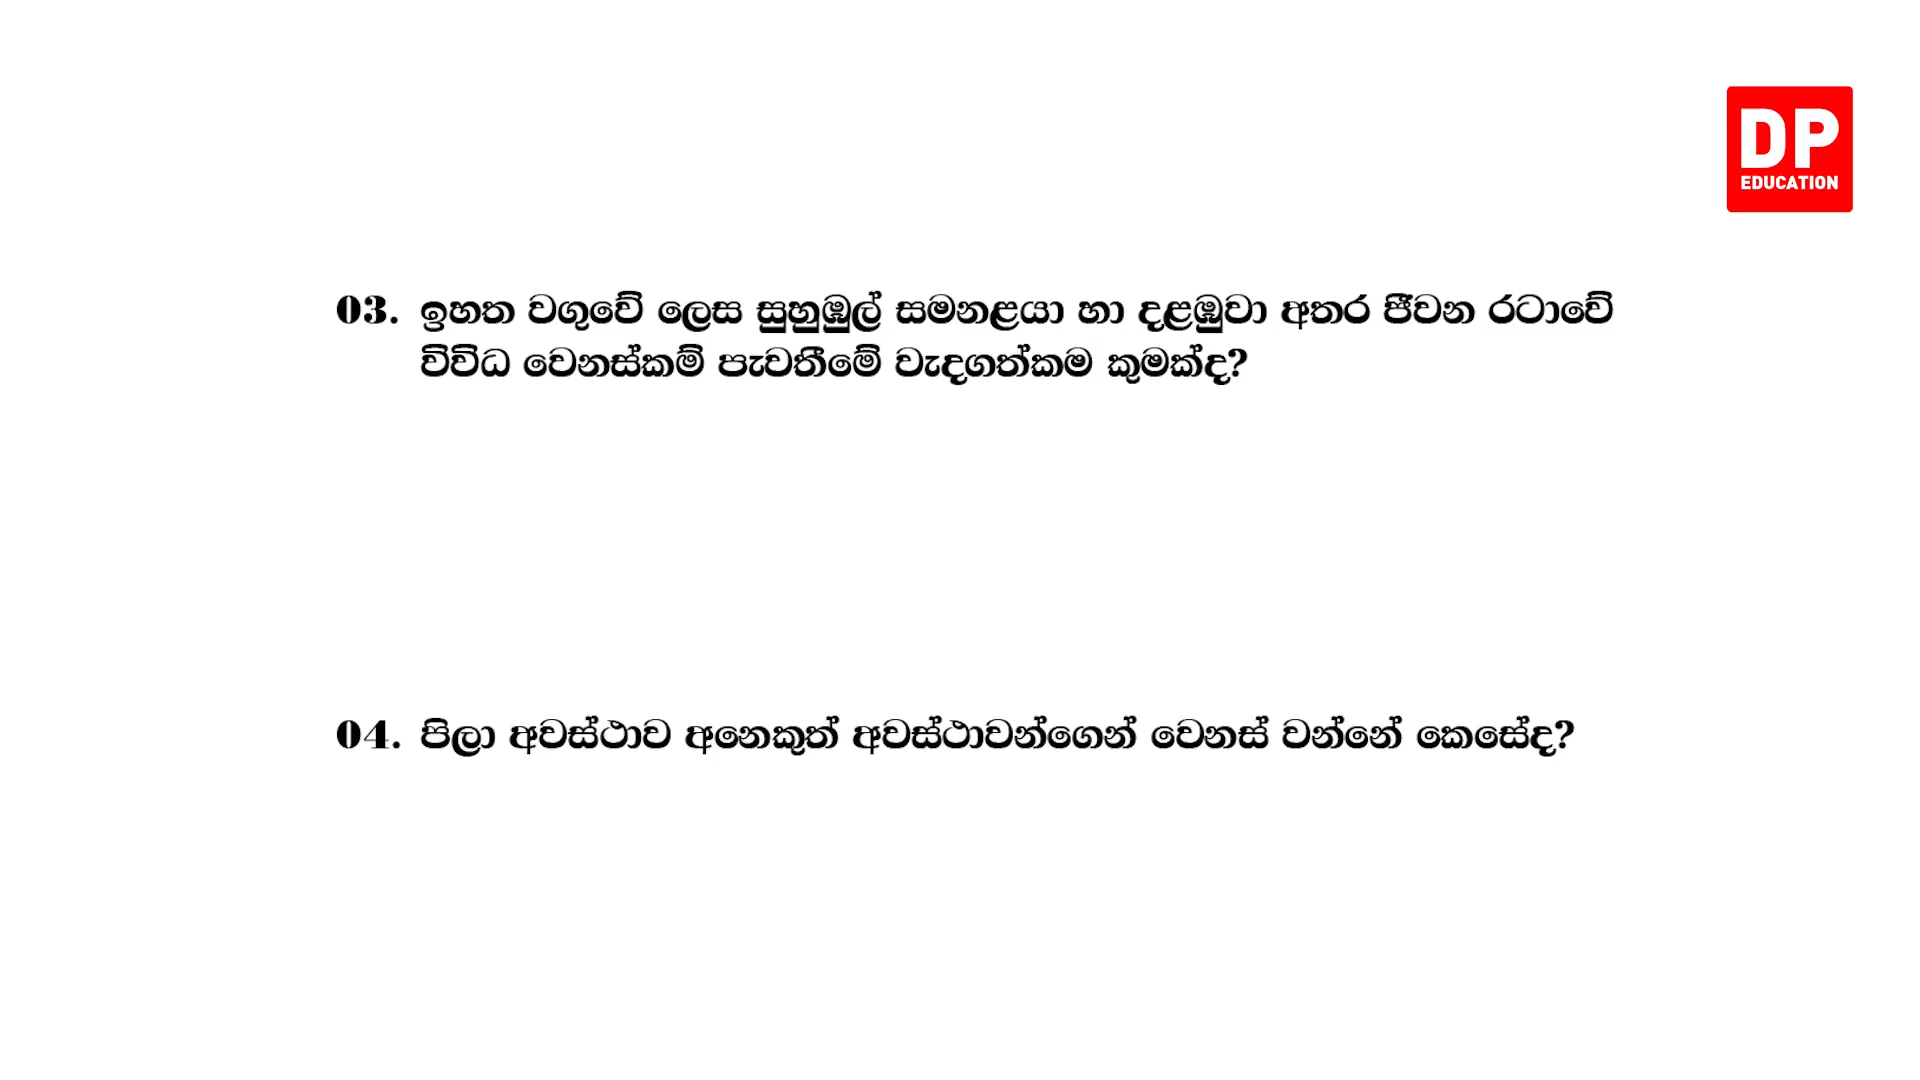 DP
EDUCATION
03. ඉහත වගුවේ ලෙස සුහුඹුල් සමනළයා හා දළඹුවා අතර ජීවන රටාවේ
විවිධ වෙනස්කම් පැවතීමේ වැදගත්කම කුමක්ද?
04. පිලා අවස්ථාව අනෙකුත් අවස්ථාවන්ගෙන් වෙනස් වන්නේ කෙසේද?